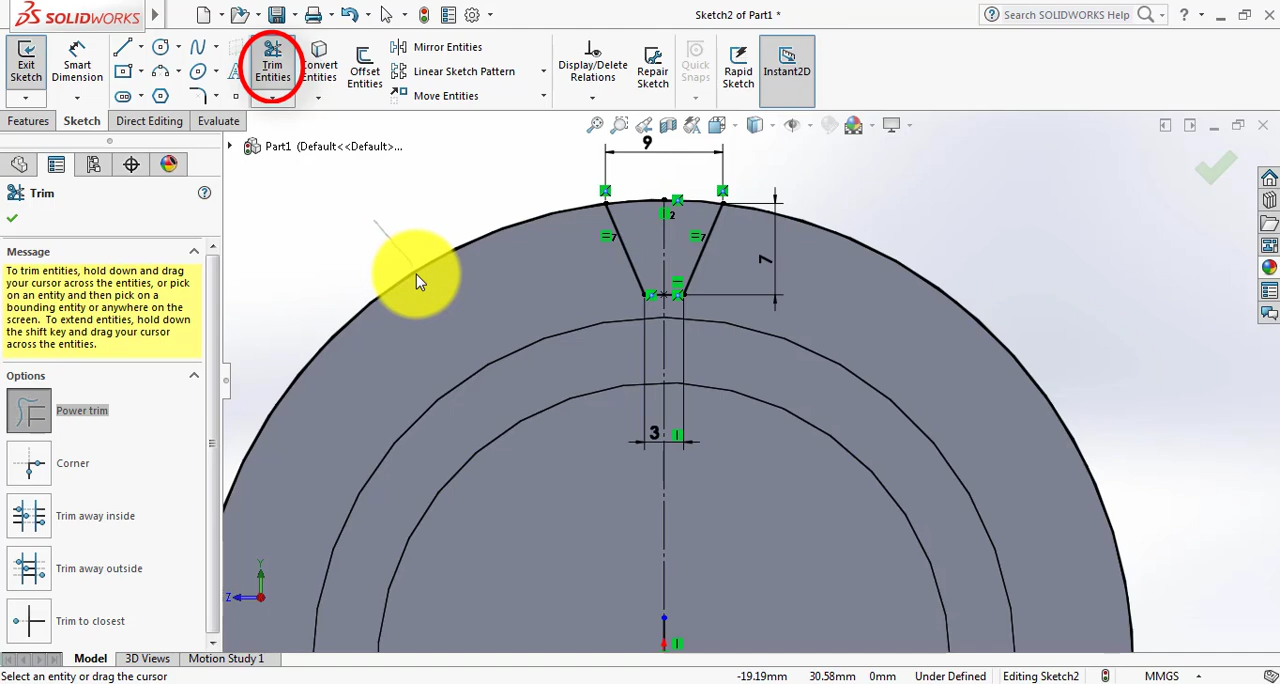 SOLIDWORKS
Sketch2 of Part1 *
Search SOLIDWORKS Help
?
Exit Sketch
Smart Dimension
Trim Entities
Convert Entities
Offset Entities
Mirror Entities
Linear Sketch Pattern
Move Entities
Display/Delete Relations
Repair Sketch
Quick Snaps
Rapid Sketch
Instant2D
Features
Sketch
Direct Editing
Evaluate
Part1 (Default<<Default>...
Trim
?
Message
To trim entities, hold down and drag
your cursor across the entities, or pick
on an entity and then pick on a
bounding entity or anywhere on the
screen. To extend entities, hold down
the shift key and drag your cursor
across the entities.
Options
Power trim
Corner
Trim away inside
Trim away outside
Trim to closest
9
2
7
7
7
3
Y
Z
Model
3D Views
Motion Study 1
Select an entity or drag the cursor
-19.19mm
30.58mm
0mm
Under Defined
Editing Sketch2
MMGS